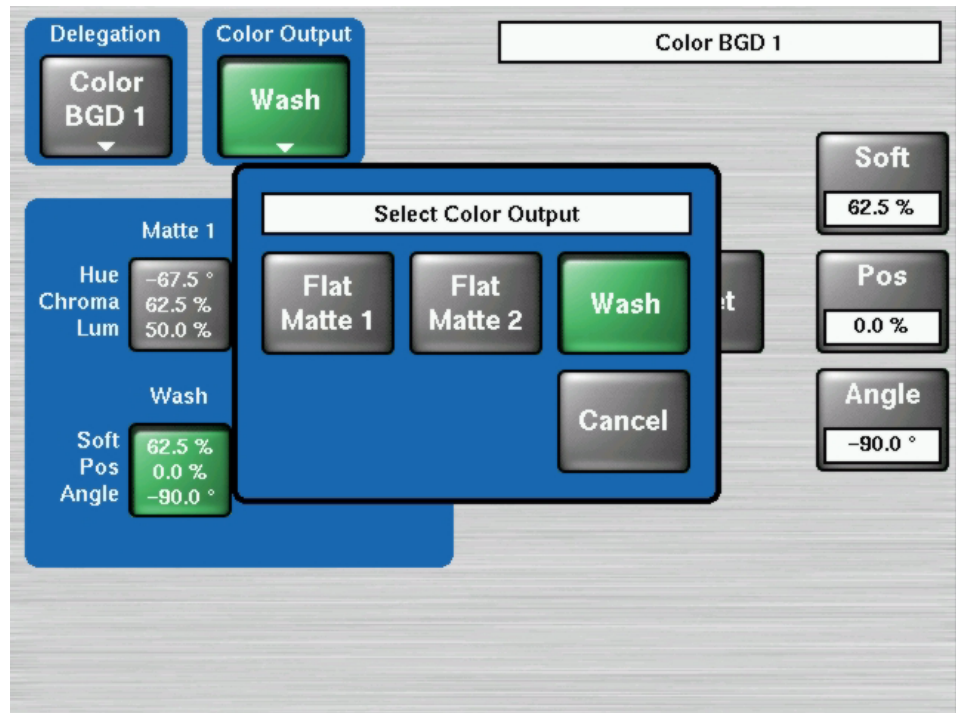 Delegation
Color Output
Color BGD 1
Color
BGD 1
Wash
Soft
62.5 %
Select Color Output
Matte 1
Hue
Chroma
Lum
−67.5 °
62.5 %
50.0 %
Flat
Matte 1
Flat
Matte 2
Wash
Pos
0.0 %
Cancel
Angle
−90.0 °
Wash
Soft
Pos
Angle
62.5 %
0.0 %
−90.0 °